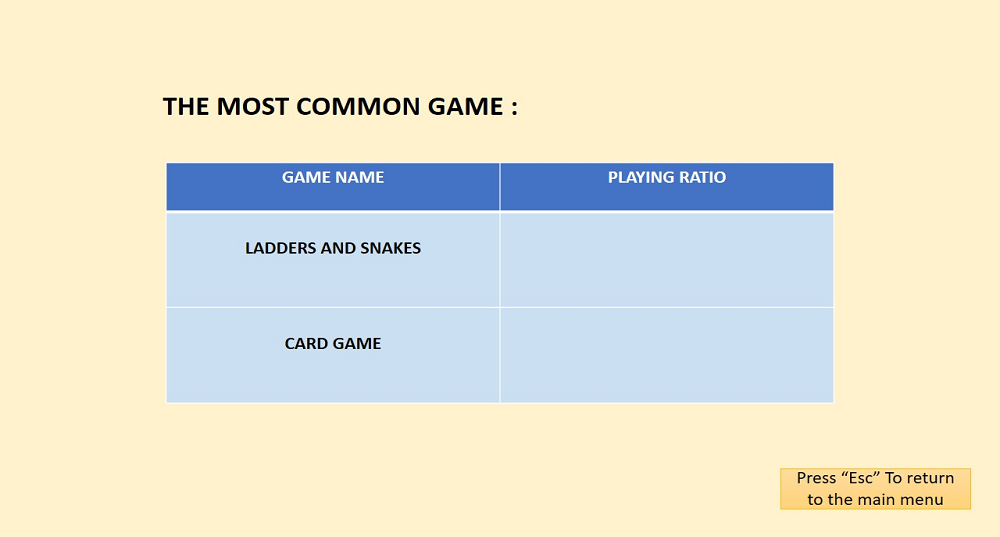 THE MOST COMMON GAME :
GAME NAME
PLAYING RATIO
LADDERS AND SNAKES
CARD GAME
Press “Esc” To return
to the main menu